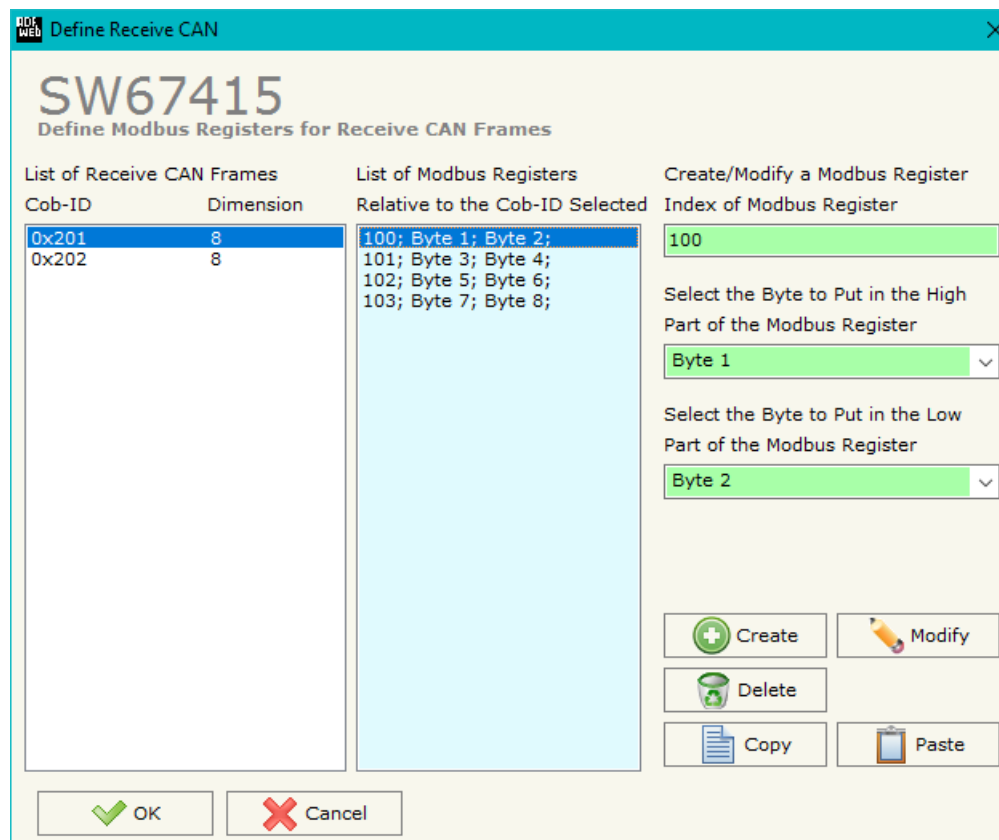 ADF
WEB
Define Receive CAN
SW67415
Define Modbus Registers for Receive CAN Frames
List of Receive CAN Frames
Cob-ID Dimension
0x201 8
0x202 8
List of Modbus Registers
Relative to the Cob-ID Selected
100; Byte 1; Byte 2;
101; Byte 3; Byte 4;
102; Byte 5; Byte 6;
103; Byte 7; Byte 8;
Create/Modify a Modbus Register
Index of Modbus Register
100
Select the Byte to Put in the High
Part of the Modbus Register
Byte 1
Select the Byte to Put in the Low
Part of the Modbus Register
Byte 2
Create Modify
Delete
Copy Paste
OK Cancel